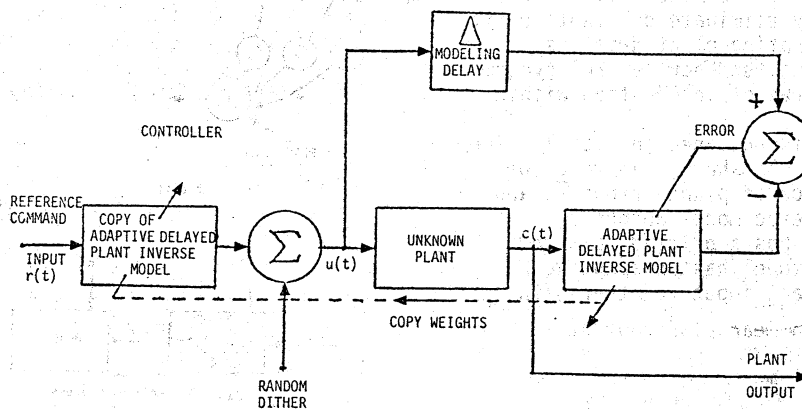 Δ
MODELING
DELAY
CONTROLLER
ERROR
+
Σ
−
REFERENCE
COMMAND
INPUT
r(t)
COPY OF
ADAPTIVE DELAYED
PLANT INVERSE
MODEL
Σ
u(t)
UNKNOWN
PLANT
c(t)
ADAPTIVE
DELAYED PLANT
INVERSE MODEL
COPY WEIGHTS
RANDOM
DITHER
PLANT
OUTPUT